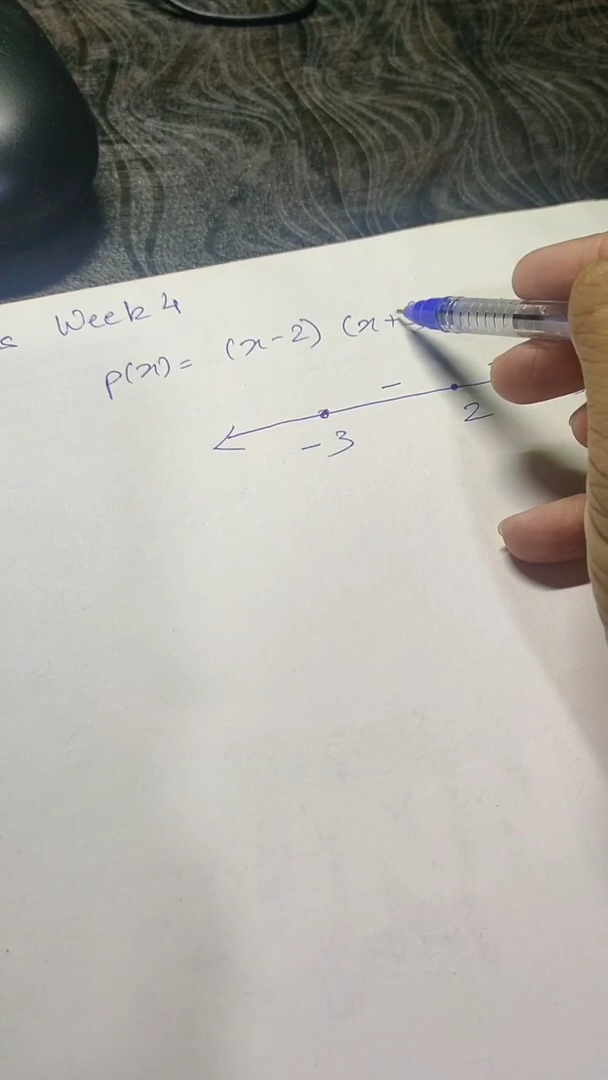 Week 4
p(x) = (x-2) (x+
-
-3 2